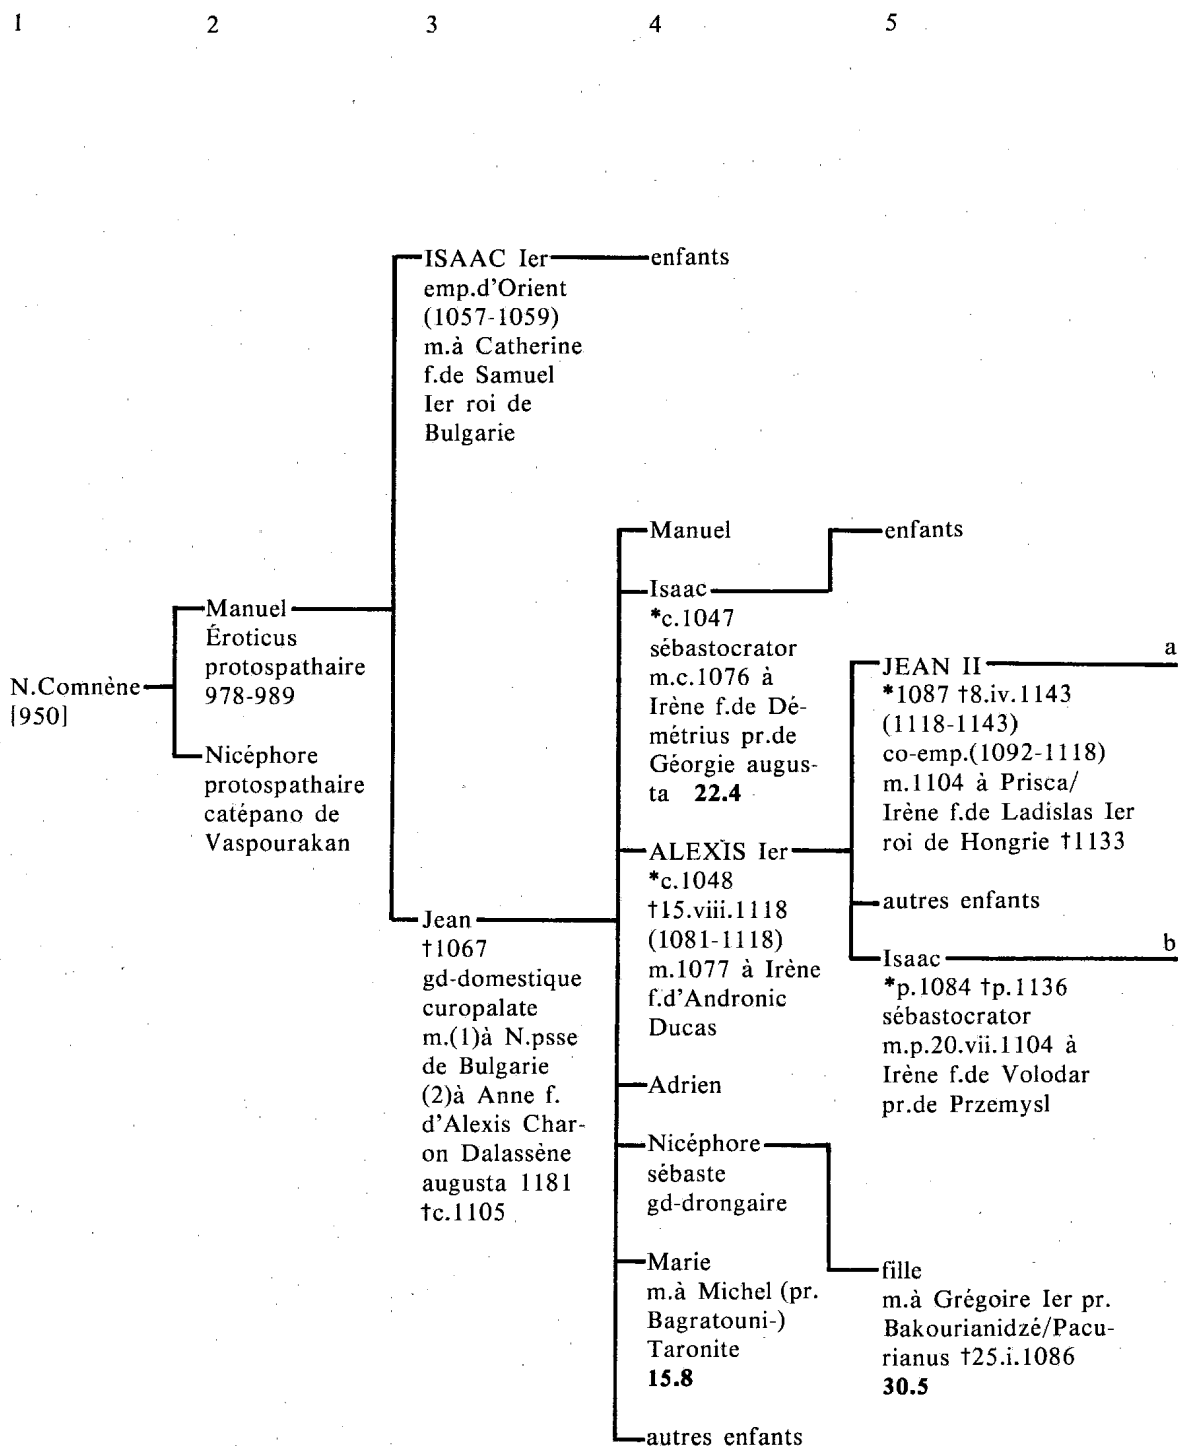 1 2 3 4 5
ISAAC Ier
emp.d'Orient
(1057-1059)
m.à Catherine
f.de Samuel
Ier roi de
Bulgarie
enfants
N.Comnène
[950]
Manuel
Éroticus
protospathaire
978-989
Nicéphore
protospathaire
catépano de
Vaspourakan
Jean
†1067
gd-domestique
curopalate
m.(1)à N.psse
de Bulgarie
(2)à Anne f.
d'Alexis Char-
on Dalassène
augusta 1181
†c.1105
Manuel
Isaac
*c.1047
sébastocrator
m.c.1076 à
Irène f.de Dé-
métrius pr.de
Géorgie augus-
ta 22.4
ALEXIS Ier
*c.1048
†15.viii.1118
(1081-1118)
m.1077 à Irène
f.d'Andronic
Ducas
Adrien
Nicéphore
sébaste
gd-drongaire
Marie
m.à Michel (pr.
Bagratouni-)
Taronite
15.8
autres enfants
enfants
JEAN II
a
*1087 †8.iv.1143
(1118-1143)
co-emp.(1092-1118)
m.1104 à Prisca/
Irène f.de Ladislas Ier
roi de Hongrie †1133
autres enfants
Isaac
b
*p.1084 †p.1136
sébastocrator
m.p.20.vii.1104 à
Irène f.de Volodar
pr.de Przemysl
fille
m.à Grégoire Ier pr.
Bakourianidzé/Pacu-
rianus †25.i.1086
30.5